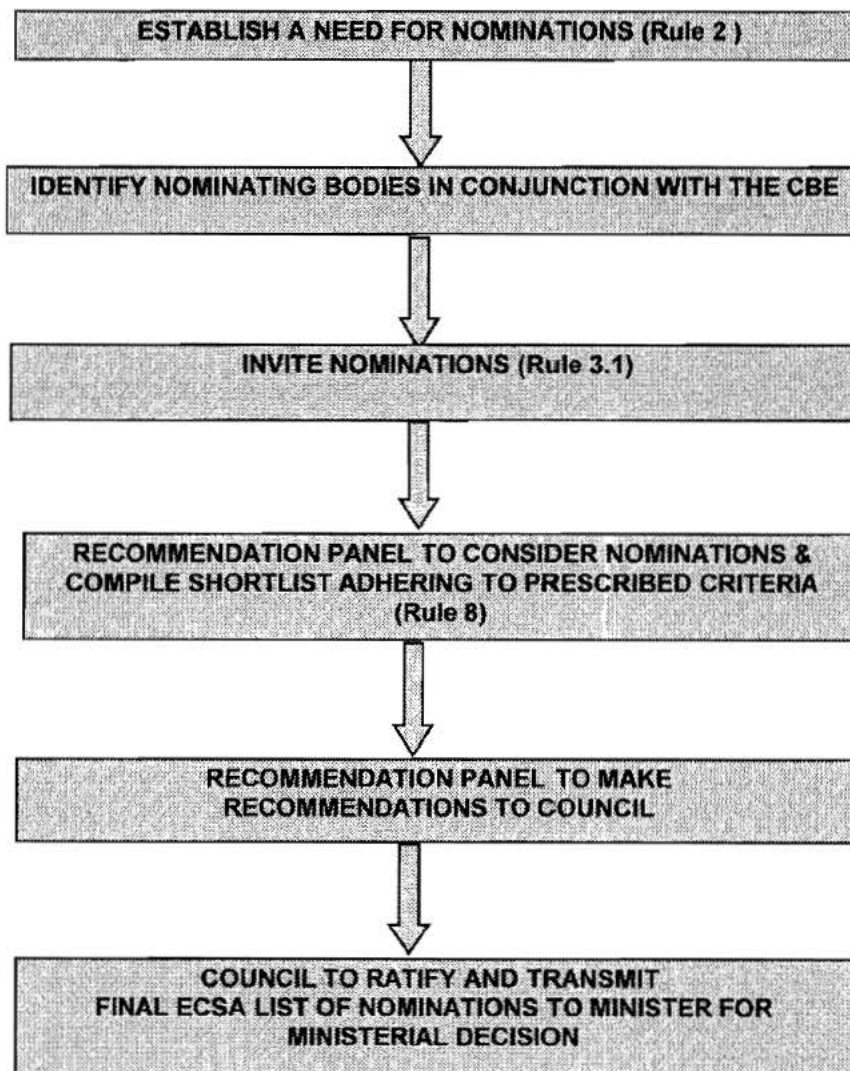 ESTABLISH A NEED FOR NOMINATIONS (Rule 2 )
IDENTIFY NOMINATING BODIES IN CONJUNCTION WITH THE CBE
INVITE NOMINATIONS (Rule 3.1)
RECOMMENDATION PANEL TO CONSIDER NOMINATIONS &
COMPILE SHORTLIST ADHERING TO PRESCRIBED CRITERIA
(Rule 8)
RECOMMENDATION PANEL TO MAKE
RECOMMENDATIONS TO COUNCIL
COUNCIL TO RATIFY AND TRANSMIT
FINAL ECSA LIST OF NOMINATIONS TO MINISTER FOR
MINISTERIAL DECISION